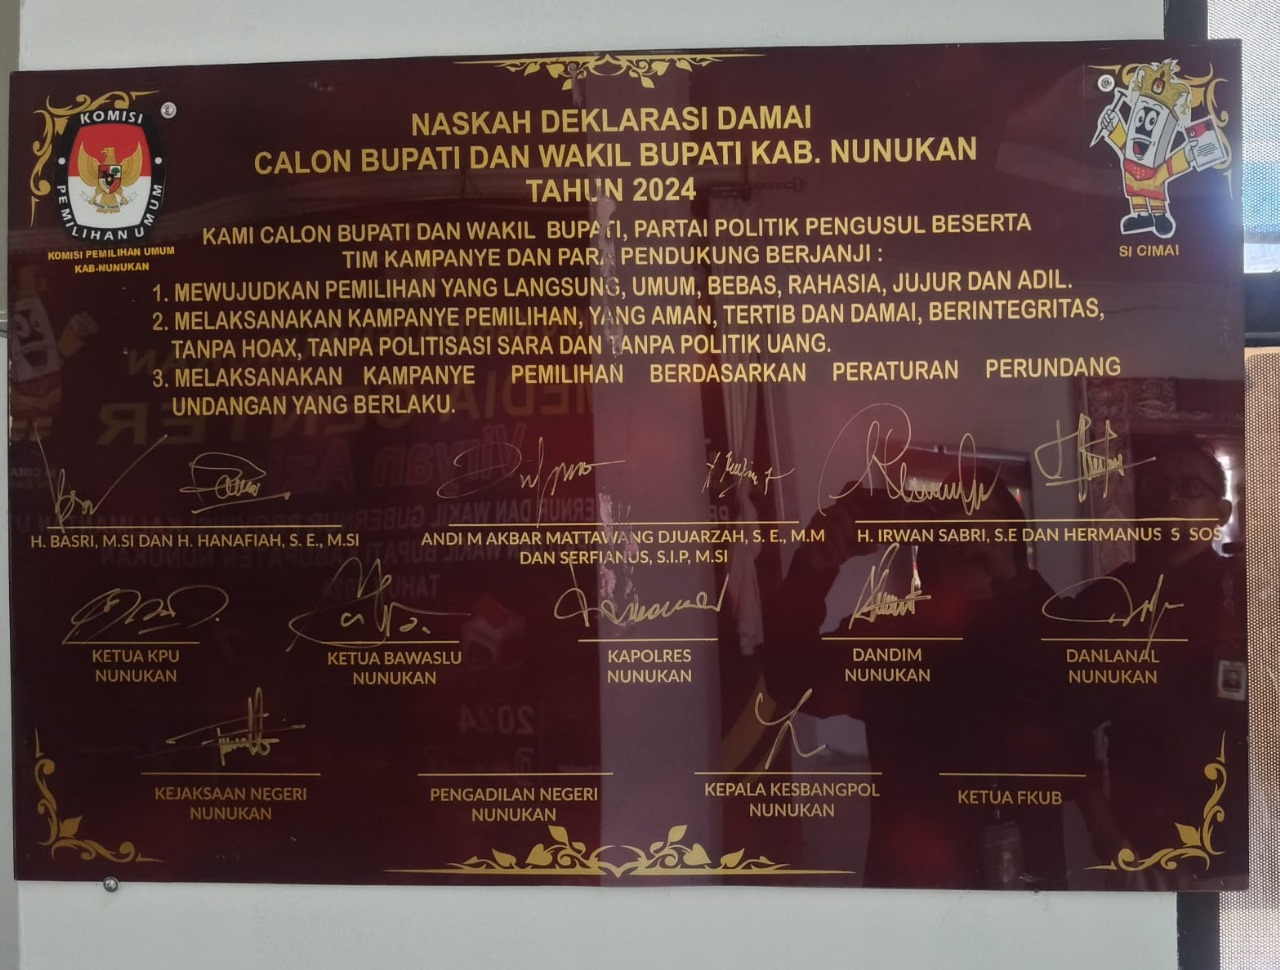 KOMISI
PEMILIHAN UMUM
KOMISI PEMILIHAN UMUM
KAB-NUNUKAN
SI CIMAI
NASKAH DEKLARASI DAMAI
CALON BUPATI DAN WAKIL BUPATI KAB. NUNUKAN
TAHUN 2024
KAMI CALON BUPATI DAN WAKIL BUPATI, PARTAI POLITIK PENGUSUL BESERTA
TIM KAMPANYE DAN PARA PENDUKUNG BERJANJI :
1. MEWUJUDKAN PEMILIHAN YANG LANGSUNG, UMUM, BEBAS, RAHASIA, JUJUR DAN ADIL.
2. MELAKSANAKAN KAMPANYE PEMILIHAN, YANG AMAN, TERTIB DAN DAMAI, BERINTEGRITAS,
TANPA HOAX, TANPA POLITISASI SARA DAN TANPA POLITIK UANG.
3. MELAKSANAKAN KAMPANYE PEMILIHAN BERDASARKAN PERATURAN PERUNDANG
UNDANGAN YANG BERLAKU.
H. BASRI, M.SI DAN H. HANAFIAH, S. E., M.SI
ANDI M AKBAR MATTAWANG DJUARZAH, S. E., M.M
DAN SERFIANUS, S.I.P, M.SI
H. IRWAN SABRI, S.E DAN HERMANUS S SOS
KETUA KPU
NUNUKAN
KETUA BAWASLU
NUNUKAN
KAPOLRES
NUNUKAN
DANDIM
NUNUKAN
DANLANAL
NUNUKAN
KEJAKSAAN NEGERI
NUNUKAN
PENGADILAN NEGERI
NUNUKAN
KEPALA KESBANGPOL
NUNUKAN
KETUA FKUB